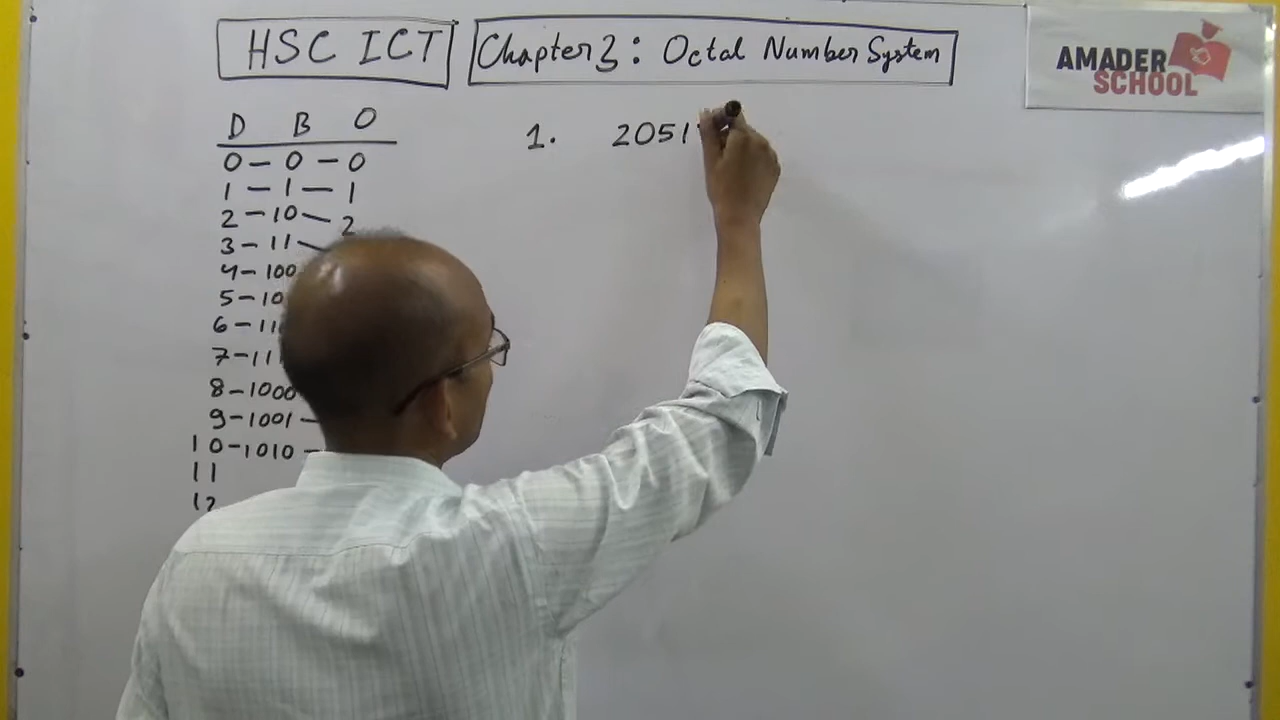 HSC ICT
Chapter 3: Octal Number System
AMADER
SCHOOL
D B O
0 – 0 – 0
1 – 1 – 1
2 – 10 – 2
3 – 11 –
4 – 100
5 – 10
6 – 11
7 – 11
8 – 1000
9 – 1001 –
10 – 1010 –
11
12
1. 2051